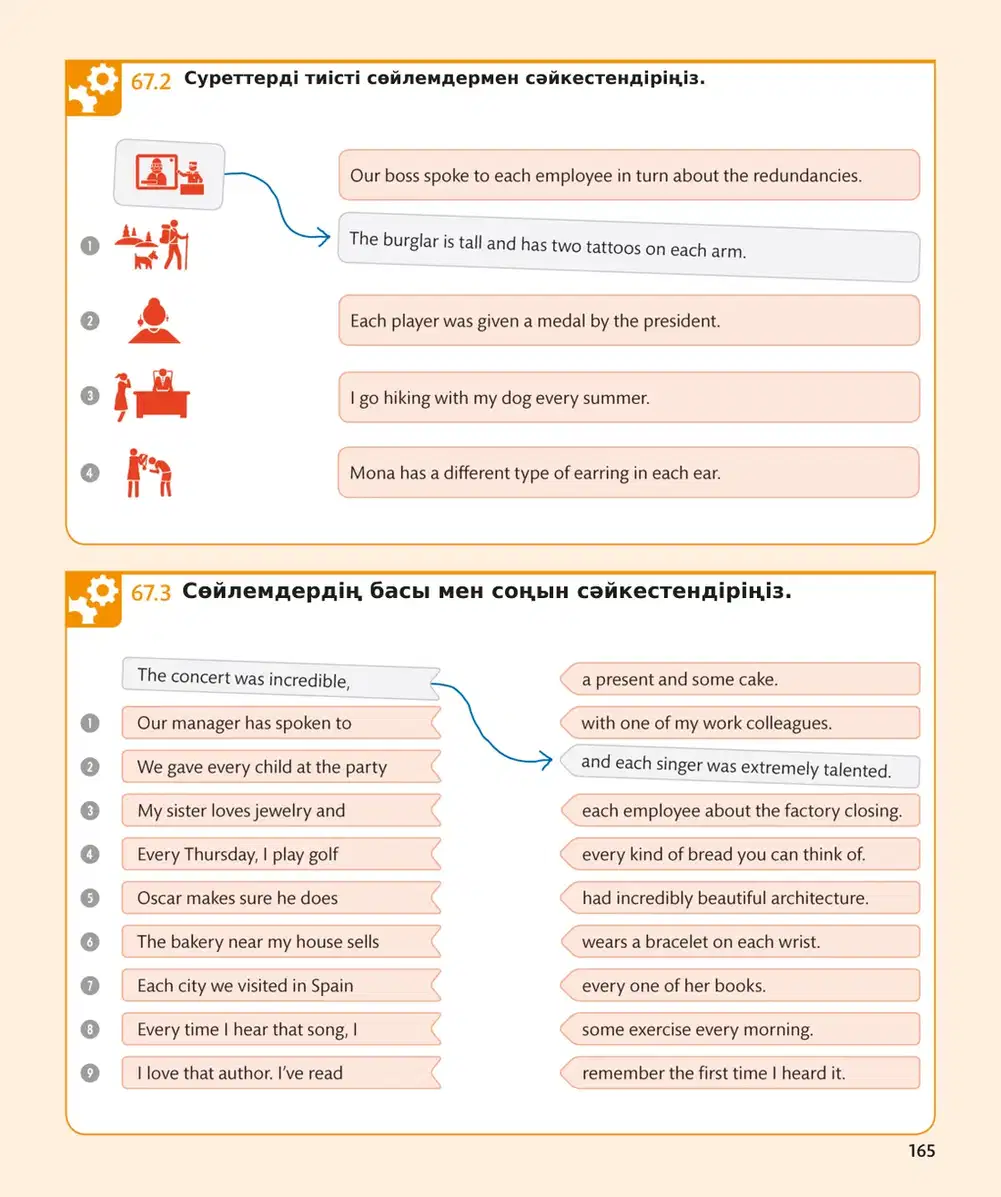 67.2 Суреттерді тиісті сөйлемдермен сәйкестендіріңіз.
Our boss spoke to each employee in turn about the redundancies.
1
The burglar is tall and has two tattoos on each arm.
2
Each player was given a medal by the president.
3
I go hiking with my dog every summer.
4
Mona has a different type of earring in each ear.
67.3 Сөйлемдердің басы мен соңын сәйкестендіріңіз.
The concert was incredible,
a present and some cake.
1 Our manager has spoken to
with one of my work colleagues.
2 We gave every child at the party
and each singer was extremely talented.
3 My sister loves jewelry and
each employee about the factory closing.
4 Every Thursday, I play golf
every kind of bread you can think of.
5 Oscar makes sure he does
had incredibly beautiful architecture.
6 The bakery near my house sells
wears a bracelet on each wrist.
7 Each city we visited in Spain
every one of her books.
8 Every time I hear that song, I
some exercise every morning.
9 I love that author. I've read
remember the first time I heard it.
165